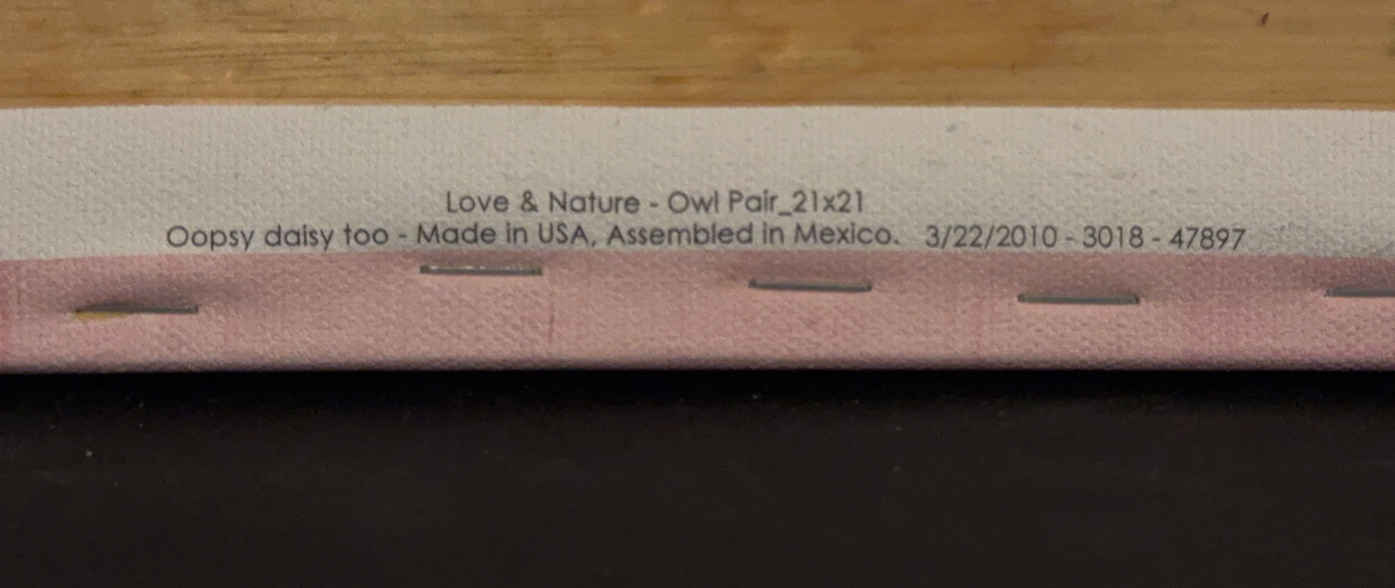 Love & Nature - Owl Pair_21x21
Oopsy daisy too - Made in USA, Assembled in Mexico. 3/22/2010 - 3018 - 47897